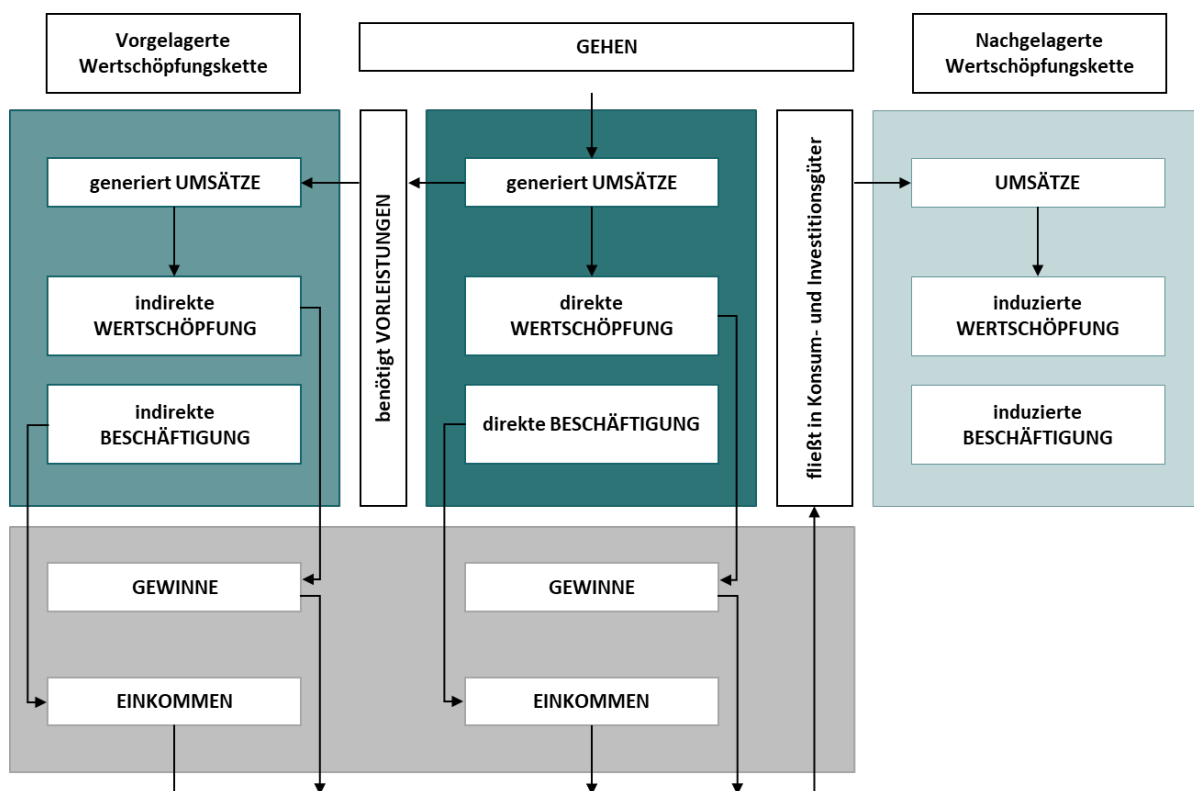 Vorgelagerte
Wertschöpfungskette
GEHEN
Nachgelagerte
Wertschöpfungskette
generiert UMSÄTZE
indirekte
WERTSCHÖPFUNG
indirekte
BESCHÄFTIGUNG
benötigt VORLEISTUNGEN
generiert UMSÄTZE
direkte
WERTSCHÖPFUNG
direkte BESCHÄFTIGUNG
fließt in Konsum- und Investitionsgüter
UMSÄTZE
induzierte
WERTSCHÖPFUNG
induzierte
BESCHÄFTIGUNG
GEWINNE
GEWINNE
EINKOMMEN
EINKOMMEN